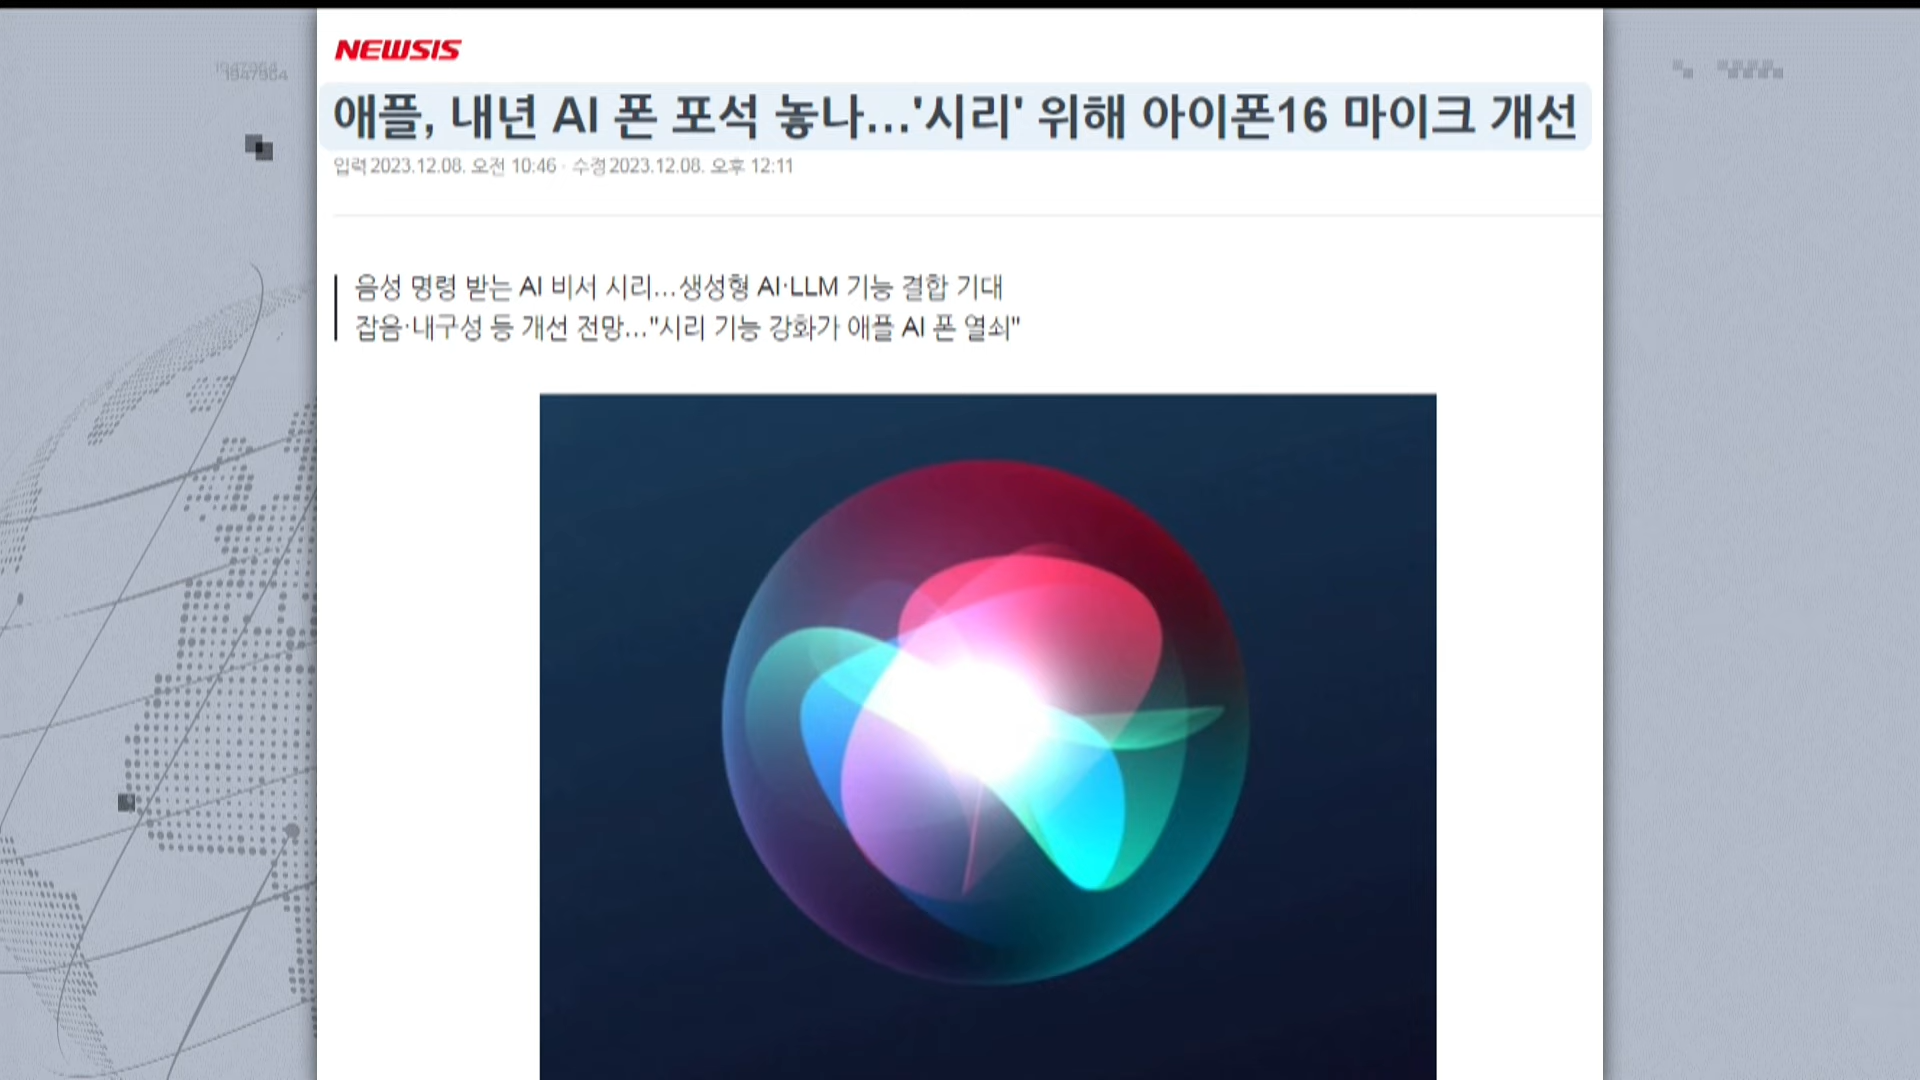 1947964
1947964
NEWSIS
애플, 내년 AI 폰 포석 놓나…'시리' 위해 아이폰16 마이크 개선
입력 2023.12.08. 오전 10:46 · 수정 2023.12.08. 오후 12:11
음성 명령 받는 AI 비서 시리…생성형 AI·LLM 기능 결합 기대
잡음·내구성 등 개선 전망…"시리 기능 강화가 애플 AI 폰 열쇠"